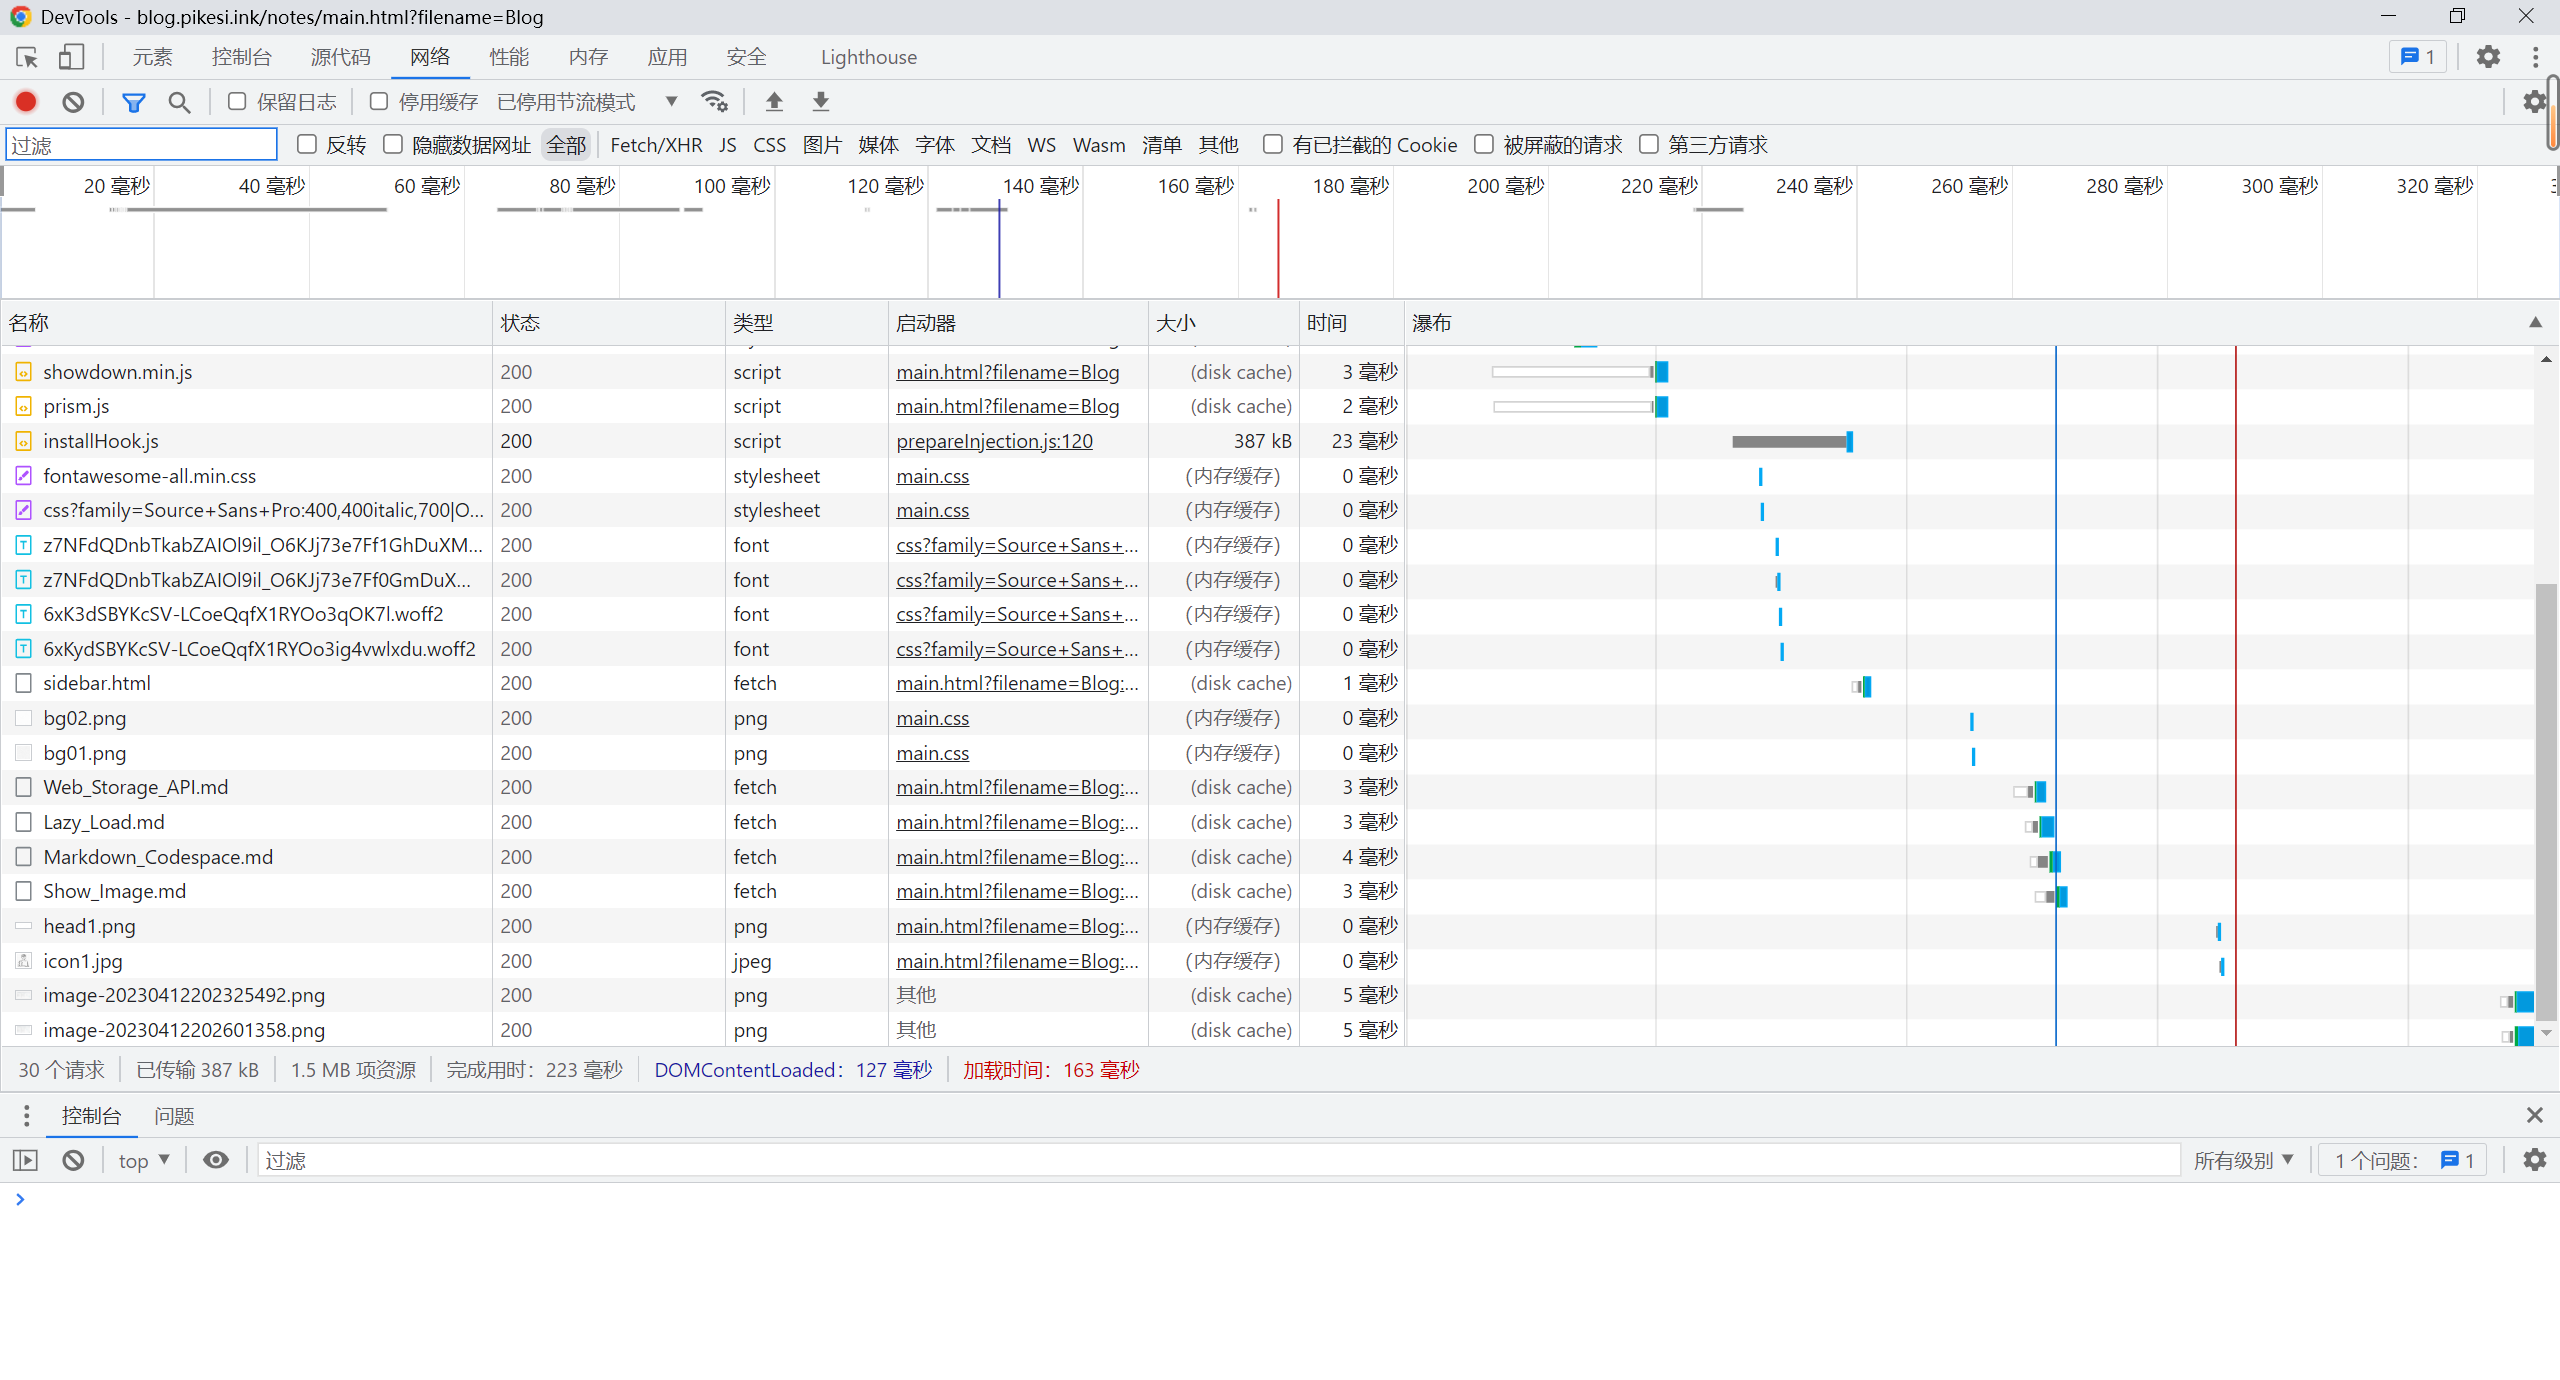 DevTools - blog.pikesi.ink/notes/main.html?filename=Blog
元素 控制台 源代码 网络 性能 内存 应用 安全 Lighthouse 1
保留日志 停用缓存 已停用节流模式
过滤 反转 隐藏数据网址 全部 Fetch/XHR JS CSS 图片 媒体 字体 文档 WS Wasm 清单 其他 有已拦截的 Cookie 被屏蔽的请求 第三方请求
20 毫秒 40 毫秒 60 毫秒 80 毫秒 100 毫秒 120 毫秒 140 毫秒 160 毫秒 180 毫秒 200 毫秒 220 毫秒 240 毫秒 260 毫秒 280 毫秒 300 毫秒 320 毫秒
名称 状态 类型 启动器 大小 时间 瀑布
showdown.min.js 200 script main.html?filename=Blog (disk cache) 3 毫秒
prism.js 200 script main.html?filename=Blog (disk cache) 2 毫秒
installHook.js 200 script prepareInjection.js:120 387 kB 23 毫秒
fontawesome-all.min.css 200 stylesheet main.css (内存缓存) 0 毫秒
css?family=Source+Sans+Pro:400,400italic,700|O... 200 stylesheet main.css (内存缓存) 0 毫秒
z7NFdQDnbTkabZAIOl9il_O6KJj73e7Ff1GhDuXM... 200 font css?family=Source+Sans+... (内存缓存) 0 毫秒
z7NFdQDnbTkabZAIOl9il_O6KJj73e7Ff0GmDuX... 200 font css?family=Source+Sans+... (内存缓存) 0 毫秒
6xK3dSBYKcSV-LCoeQqfX1RYOo3qOK7l.woff2 200 font css?family=Source+Sans+... (内存缓存) 0 毫秒
6xKydSBYKcSV-LCoeQqfX1RYOo3ig4vwlxdu.woff2 200 font css?family=Source+Sans+... (内存缓存) 0 毫秒
sidebar.html 200 fetch main.html?filename=Blog:... (disk cache) 1 毫秒
bg02.png 200 png main.css (内存缓存) 0 毫秒
bg01.png 200 png main.css (内存缓存) 0 毫秒
Web_Storage_API.md 200 fetch main.html?filename=Blog:... (disk cache) 3 毫秒
Lazy_Load.md 200 fetch main.html?filename=Blog:... (disk cache) 3 毫秒
Markdown_Codespace.md 200 fetch main.html?filename=Blog:... (disk cache) 4 毫秒
Show_Image.md 200 fetch main.html?filename=Blog:... (disk cache) 3 毫秒
head1.png 200 png main.html?filename=Blog:... (内存缓存) 0 毫秒
icon1.jpg 200 jpeg main.html?filename=Blog:... (内存缓存) 0 毫秒
image-20230412202325492.png 200 png 其他 (disk cache) 5 毫秒
image-20230412202601358.png 200 png 其他 (disk cache) 5 毫秒
30 个请求 已传输 387 kB 1.5 MB 项资源 完成用时：223 毫秒 DOMContentLoaded：127 毫秒 加载时间：163 毫秒
控制台 问题
top 过滤 所有级别 1 个问题： 1